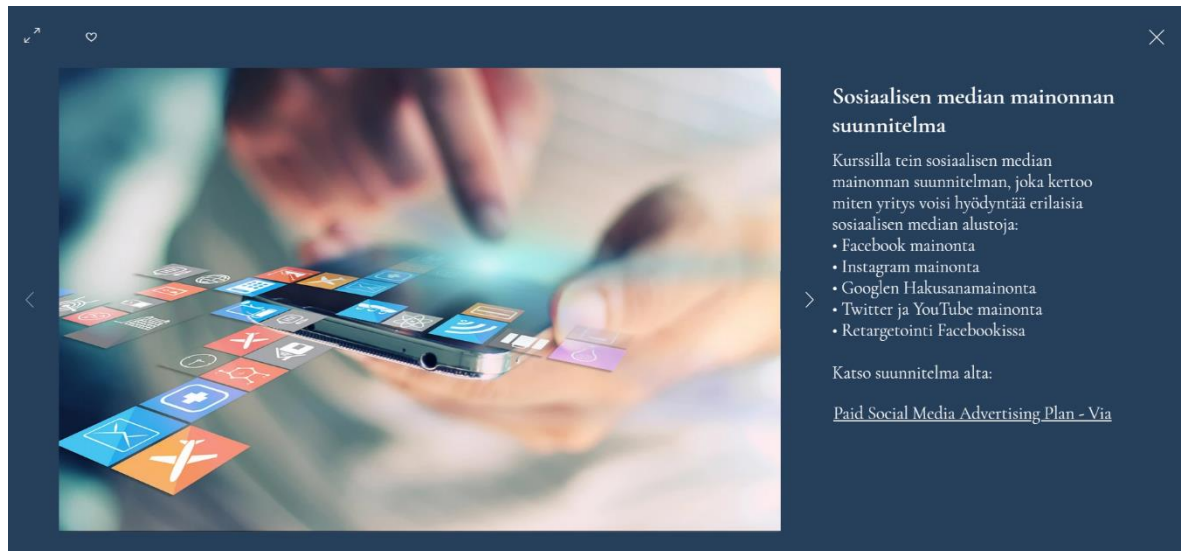 Sosiaalisen median mainonnan
suunnitelma
Kurssilla tein sosiaalisen median
mainonnan suunnitelman, joka kertoo
miten yritys voisi hyödyntää erilaisia
sosiaalisen median alustoja:
• Facebook mainonta
• Instagram mainonta
• Googlen Hakusanamainonta
• Twitter ja YouTube mainonta
• Retargetointi Facebookissa
Katso suunnitelma alta:
Paid Social Media Advertising Plan - Via